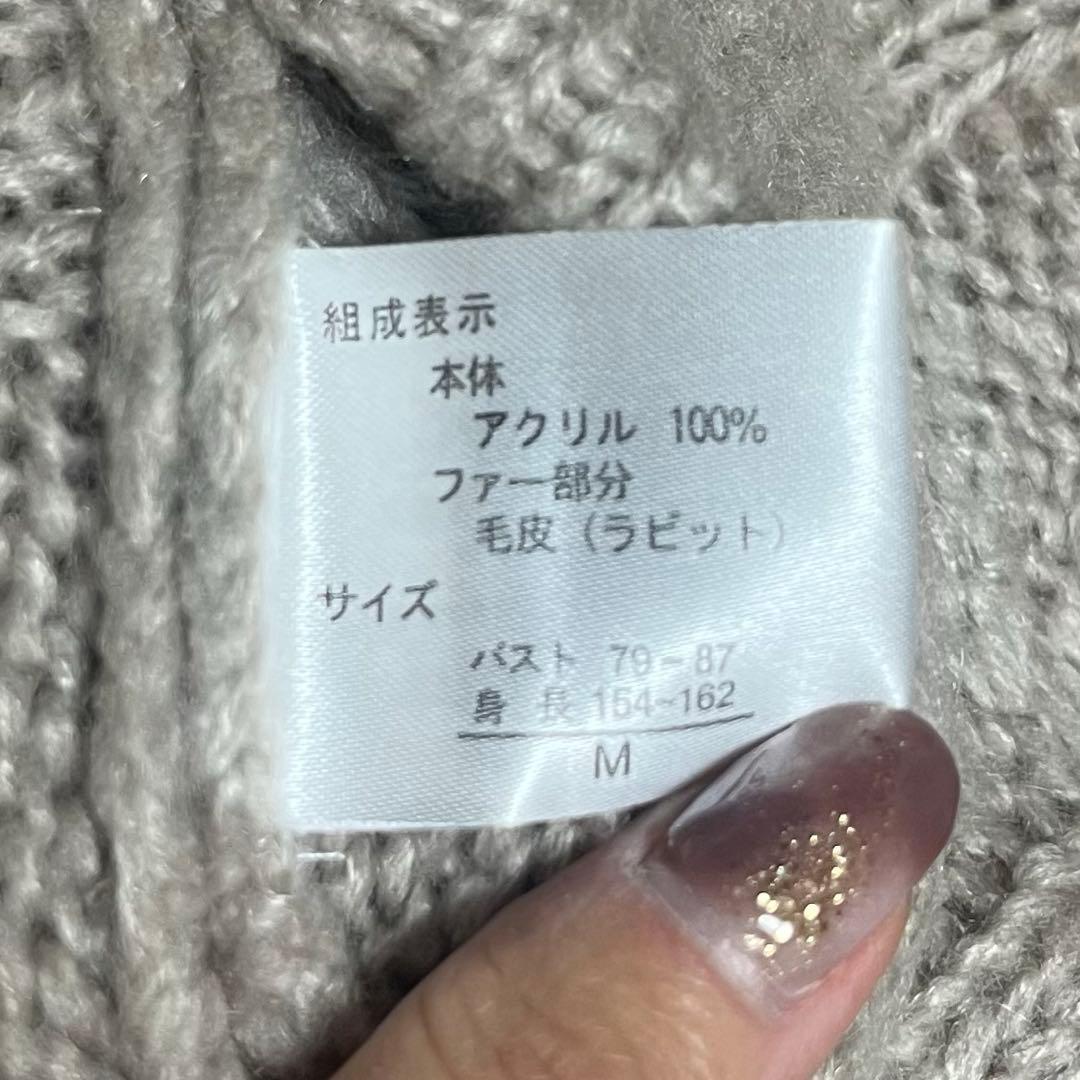 組成表示
本体
アクリル 100%
ファー部分
毛皮（ラビット）
サイズ
バスト 79~87
身長 154~162
M